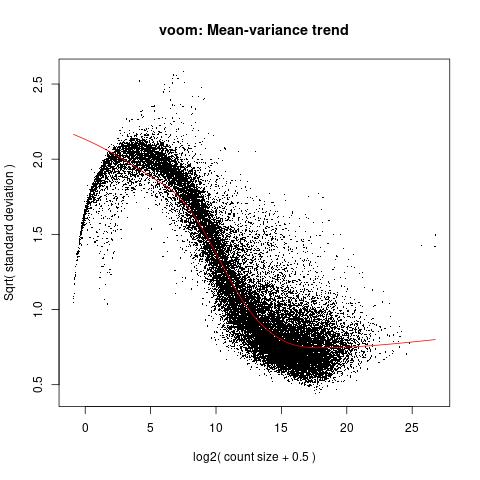 voom: Mean-variance trend
2.5
2.0
1.5
1.0
0.5
Sqrt( standard deviation )
0 5 10 15 20 25
log2( count size + 0.5 )